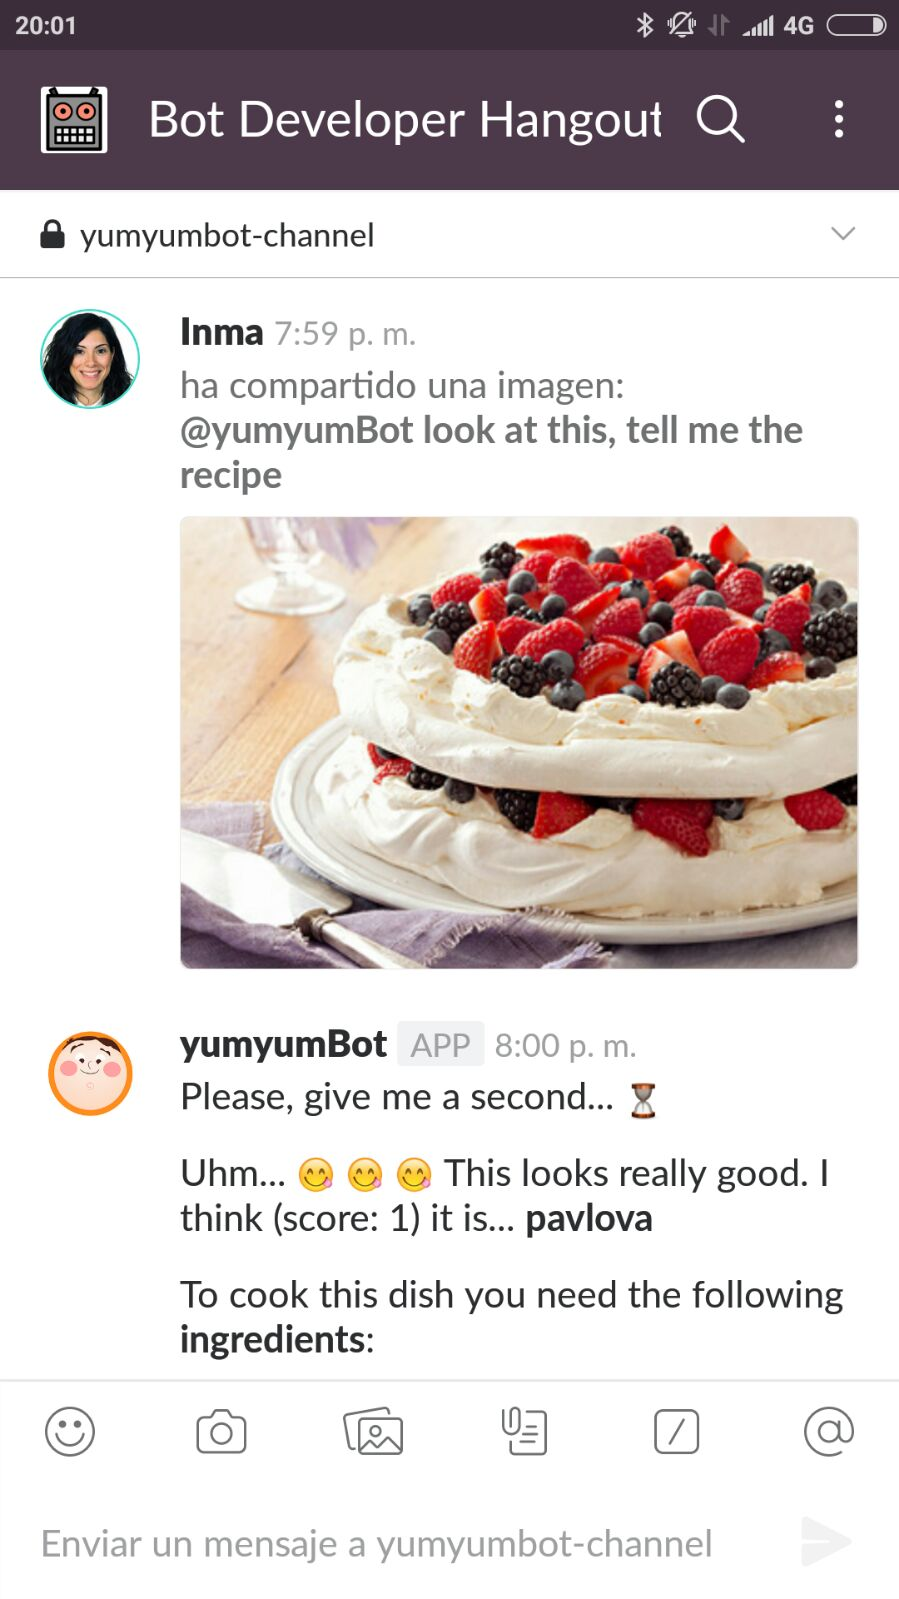 20:01
4G
Bot Developer Hangout
yumyumbot-channel
Inma 7:59 p. m.
ha compartido una imagen:
@yumyumBot look at this, tell me the
recipe
yumyumBot APP 8:00 p. m.
Please, give me a second... ⏳
Uhm... 😋 😋 😋 This looks really good. I
think (score: 1) it is... pavlova
To cook this dish you need the following
ingredients:
Enviar un mensaje a yumyumbot-channel